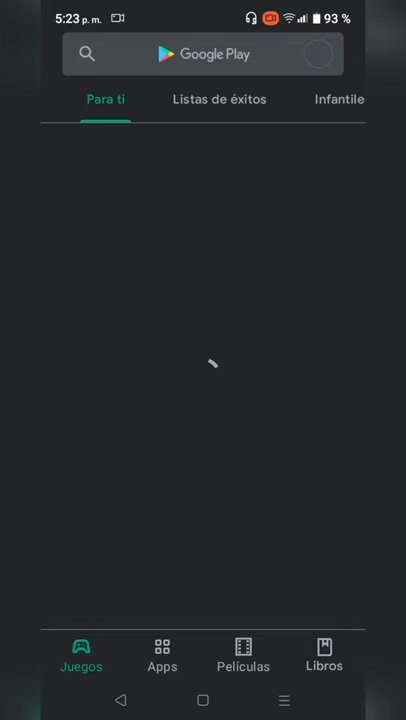 5:23 p. m. 93 %
Google Play
Para ti Listas de éxitos Infantile
Juegos Apps Películas Libros